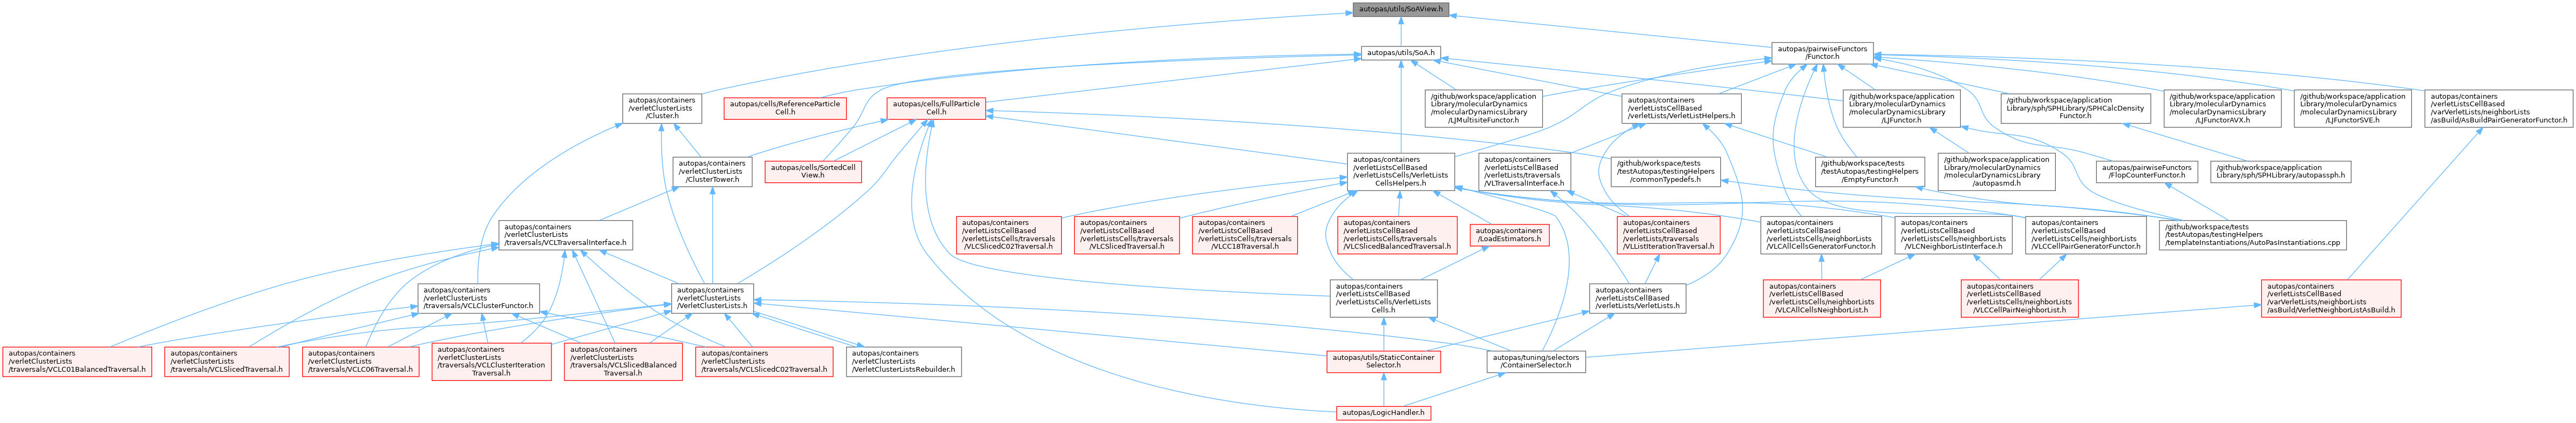 autopas/utils/SoAView.h
autopas/utils/SoA.h
autopas/pairwiseFunctors
/Functor.h
autopas/containers
/verletClusterLists
/Cluster.h
autopas/cells/ReferenceParticle
Cell.h
autopas/cells/FullParticle
Cell.h
/github/workspace/application
Library/molecularDynamics
/molecularDynamicsLibrary
/LJMultisiteFunctor.h
autopas/containers
/verletListsCellBased
/verletLists/VerletListHelpers.h
/github/workspace/application
Library/molecularDynamics
/molecularDynamicsLibrary
/LJFunctor.h
/github/workspace/application
Library/sph/SPHLibrary/SPHCalcDensity
Functor.h
/github/workspace/application
Library/molecularDynamics
/molecularDynamicsLibrary
/LJFunctorAVX.h
/github/workspace/application
Library/molecularDynamics
/molecularDynamicsLibrary
/LJFunctorSVE.h
autopas/containers
/verletListsCellBased
/varVerletLists/neighborLists
/asBuild/AsBuildPairGeneratorFunctor.h
autopas/containers
/verletClusterLists
/ClusterTower.h
autopas/cells/SortedCell
View.h
autopas/containers
/verletListsCellBased
/verletListsCells/VerletLists
CellsHelpers.h
autopas/containers
/verletListsCellBased
/verletLists/traversals
/VLTraversalInterface.h
/github/workspace/tests
/testAutopas/testingHelpers
/commonTypedefs.h
/github/workspace/tests
/testAutopas/testingHelpers
/EmptyFunctor.h
/github/workspace/application
Library/molecularDynamics
/molecularDynamicsLibrary
/autopasmd.h
autopas/pairwiseFunctors
/FlopCounterFunctor.h
/github/workspace/application
Library/sph/SPHLibrary/autopassph.h
autopas/containers
/verletClusterLists
/traversals/VCLTraversalInterface.h
autopas/containers
/verletListsCellBased
/verletListsCells/traversals
/VLCSlicedC02Traversal.h
autopas/containers
/verletListsCellBased
/verletListsCells/traversals
/VLCSlicedTraversal.h
autopas/containers
/verletListsCellBased
/verletListsCells/traversals
/VLCC18Traversal.h
autopas/containers
/verletListsCellBased
/verletListsCells/traversals
/VLCSlicedBalancedTraversal.h
autopas/containers
/LoadEstimators.h
autopas/containers
/verletListsCellBased
/verletLists/traversals
/VLListIterationTraversal.h
autopas/containers
/verletListsCellBased
/verletListsCells/neighborLists
/VLCAllCellsGeneratorFunctor.h
autopas/containers
/verletListsCellBased
/verletListsCells/neighborLists
/VLCNeighborListInterface.h
autopas/containers
/verletListsCellBased
/verletListsCells/neighborLists
/VLCCellPairGeneratorFunctor.h
/github/workspace/tests
/testAutopas/testingHelpers
/templateInstantiations/AutoPasInstantiations.cpp
autopas/containers
/verletClusterLists
/traversals/VCLClusterFunctor.h
autopas/containers
/verletClusterLists
/VerletClusterLists.h
autopas/containers
/verletListsCellBased
/verletListsCells/VerletLists
Cells.h
autopas/containers
/verletListsCellBased
/verletLists/VerletLists.h
autopas/containers
/verletListsCellBased
/verletListsCells/neighborLists
/VLCAllCellsNeighborList.h
autopas/containers
/verletListsCellBased
/verletListsCells/neighborLists
/VLCCellPairNeighborList.h
autopas/containers
/verletListsCellBased
/varVerletLists/neighborLists
/asBuild/VerletNeighborListAsBuild.h
autopas/containers
/verletClusterLists
/traversals/VCLC01BalancedTraversal.h
autopas/containers
/verletClusterLists
/traversals/VCLSlicedTraversal.h
autopas/containers
/verletClusterLists
/traversals/VCLC06Traversal.h
autopas/containers
/verletClusterLists
/traversals/VCLClusterIteration
Traversal.h
autopas/containers
/verletClusterLists
/traversals/VCLSlicedBalanced
Traversal.h
autopas/containers
/verletClusterLists
/traversals/VCLSlicedC02Traversal.h
autopas/containers
/verletClusterLists
/VerletClusterListsRebuilder.h
autopas/utils/StaticContainer
Selector.h
autopas/tuning/selectors
/ContainerSelector.h
autopas/LogicHandler.h